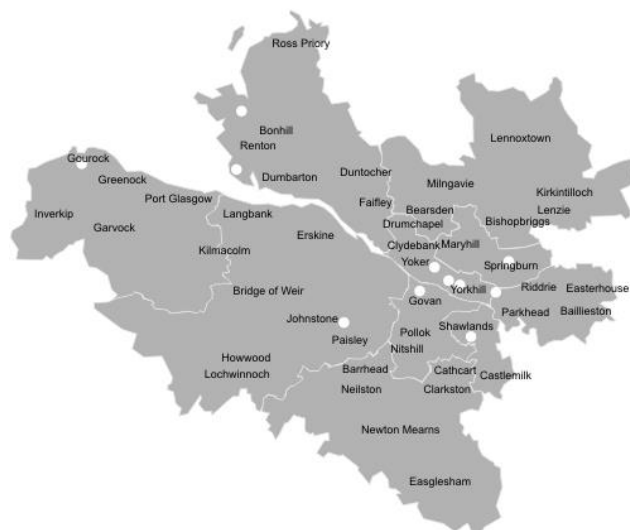 Ross Priory
Bonhill
Renton
Lennoxtown
Gourock
Greenock
Dumbarton
Duntocher
Milngavie
Kirkintilloch
Port Glasgow
Faifley
Bearsden
Lenzie
Inverkip
Langbank
Drumchapel
Bishopbriggs
Garvock
Erskine
Clydebank
Maryhill
Kilmacolm
Yoker
Springburn
Bridge of Weir
Yorkhill
Riddrie
Easterhouse
Govan
Parkhead
Baillieston
Johnstone
Shawlands
Paisley
Pollok
Nitshill
Howwood
Barrhead
Cathcart
Lochwinnoch
Castlemilk
Neilston
Clarkston
Newton Mearns
Easglesham